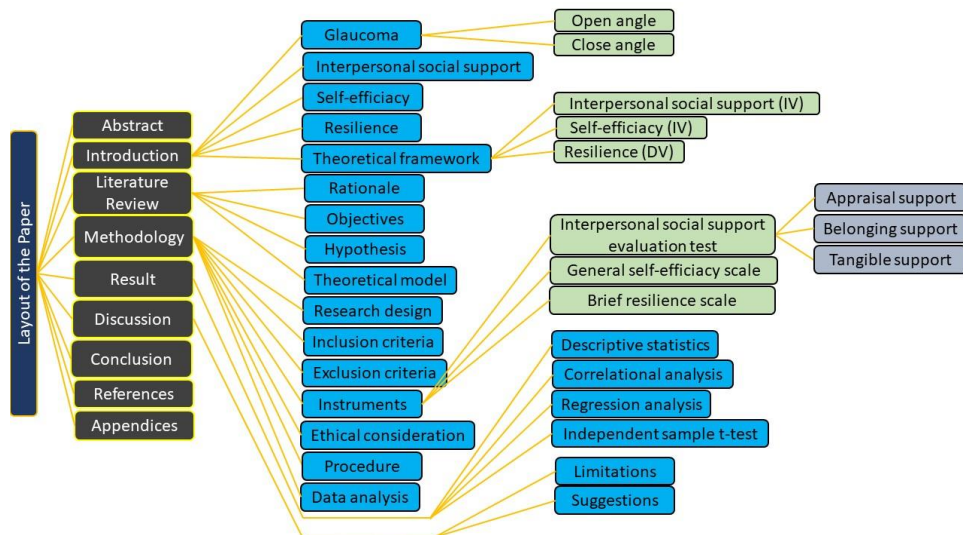 Layout of the Paper
Abstract
Introduction
Literature
Review
Methodology
Result
Discussion
Conclusion
References
Appendices
Glaucoma
Interpersonal social support
Self-efficiacy
Resilience
Theoretical framework
Rationale
Objectives
Hypothesis
Theoretical model
Research design
Inclusion criteria
Exclusion criteria
Instruments
Ethical consideration
Procedure
Data analysis
Open angle
Close angle
Interpersonal social support (IV)
Self-efficiacy (IV)
Resilience (DV)
Interpersonal social support
evaluation test
General self-efficiacy scale
Brief resilience scale
Descriptive statistics
Correlational analysis
Regression analysis
Independent sample t-test
Limitations
Suggestions
Appraisal support
Belonging support
Tangible support